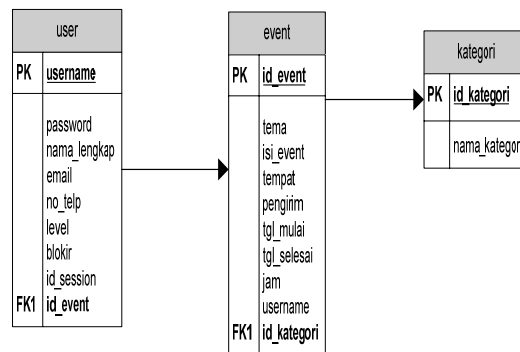 user
PK username
password
nama_lengkap
email
no_telp
level
blokir
id_session
FK1 id_event
event
PK id_event
tema
isi_event
tempat
pengirim
tgl_mulai
tgl_selesai
jam
username
FK1 id_kategori
kategori
PK id_kategori
nama_kategor